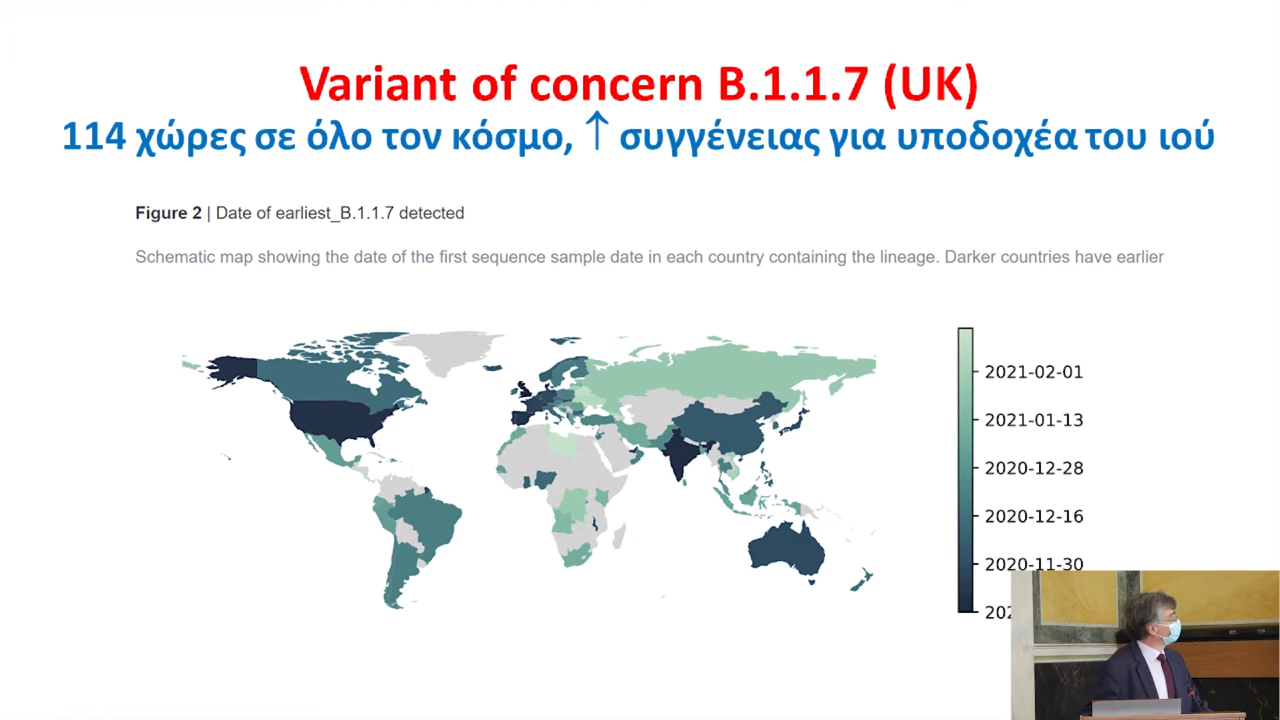 Variant of concern B.1.1.7 (UK)
114 χώρες σε όλο τον κόσμο, ↑ συγγένειας για υποδοχέα του ιού
Figure 2 | Date of earliest_B.1.1.7 detected
Schematic map showing the date of the first sequence sample date in each country containing the lineage. Darker countries have earlier
2021-02-01
2021-01-13
2020-12-28
2020-12-16
2020-11-30